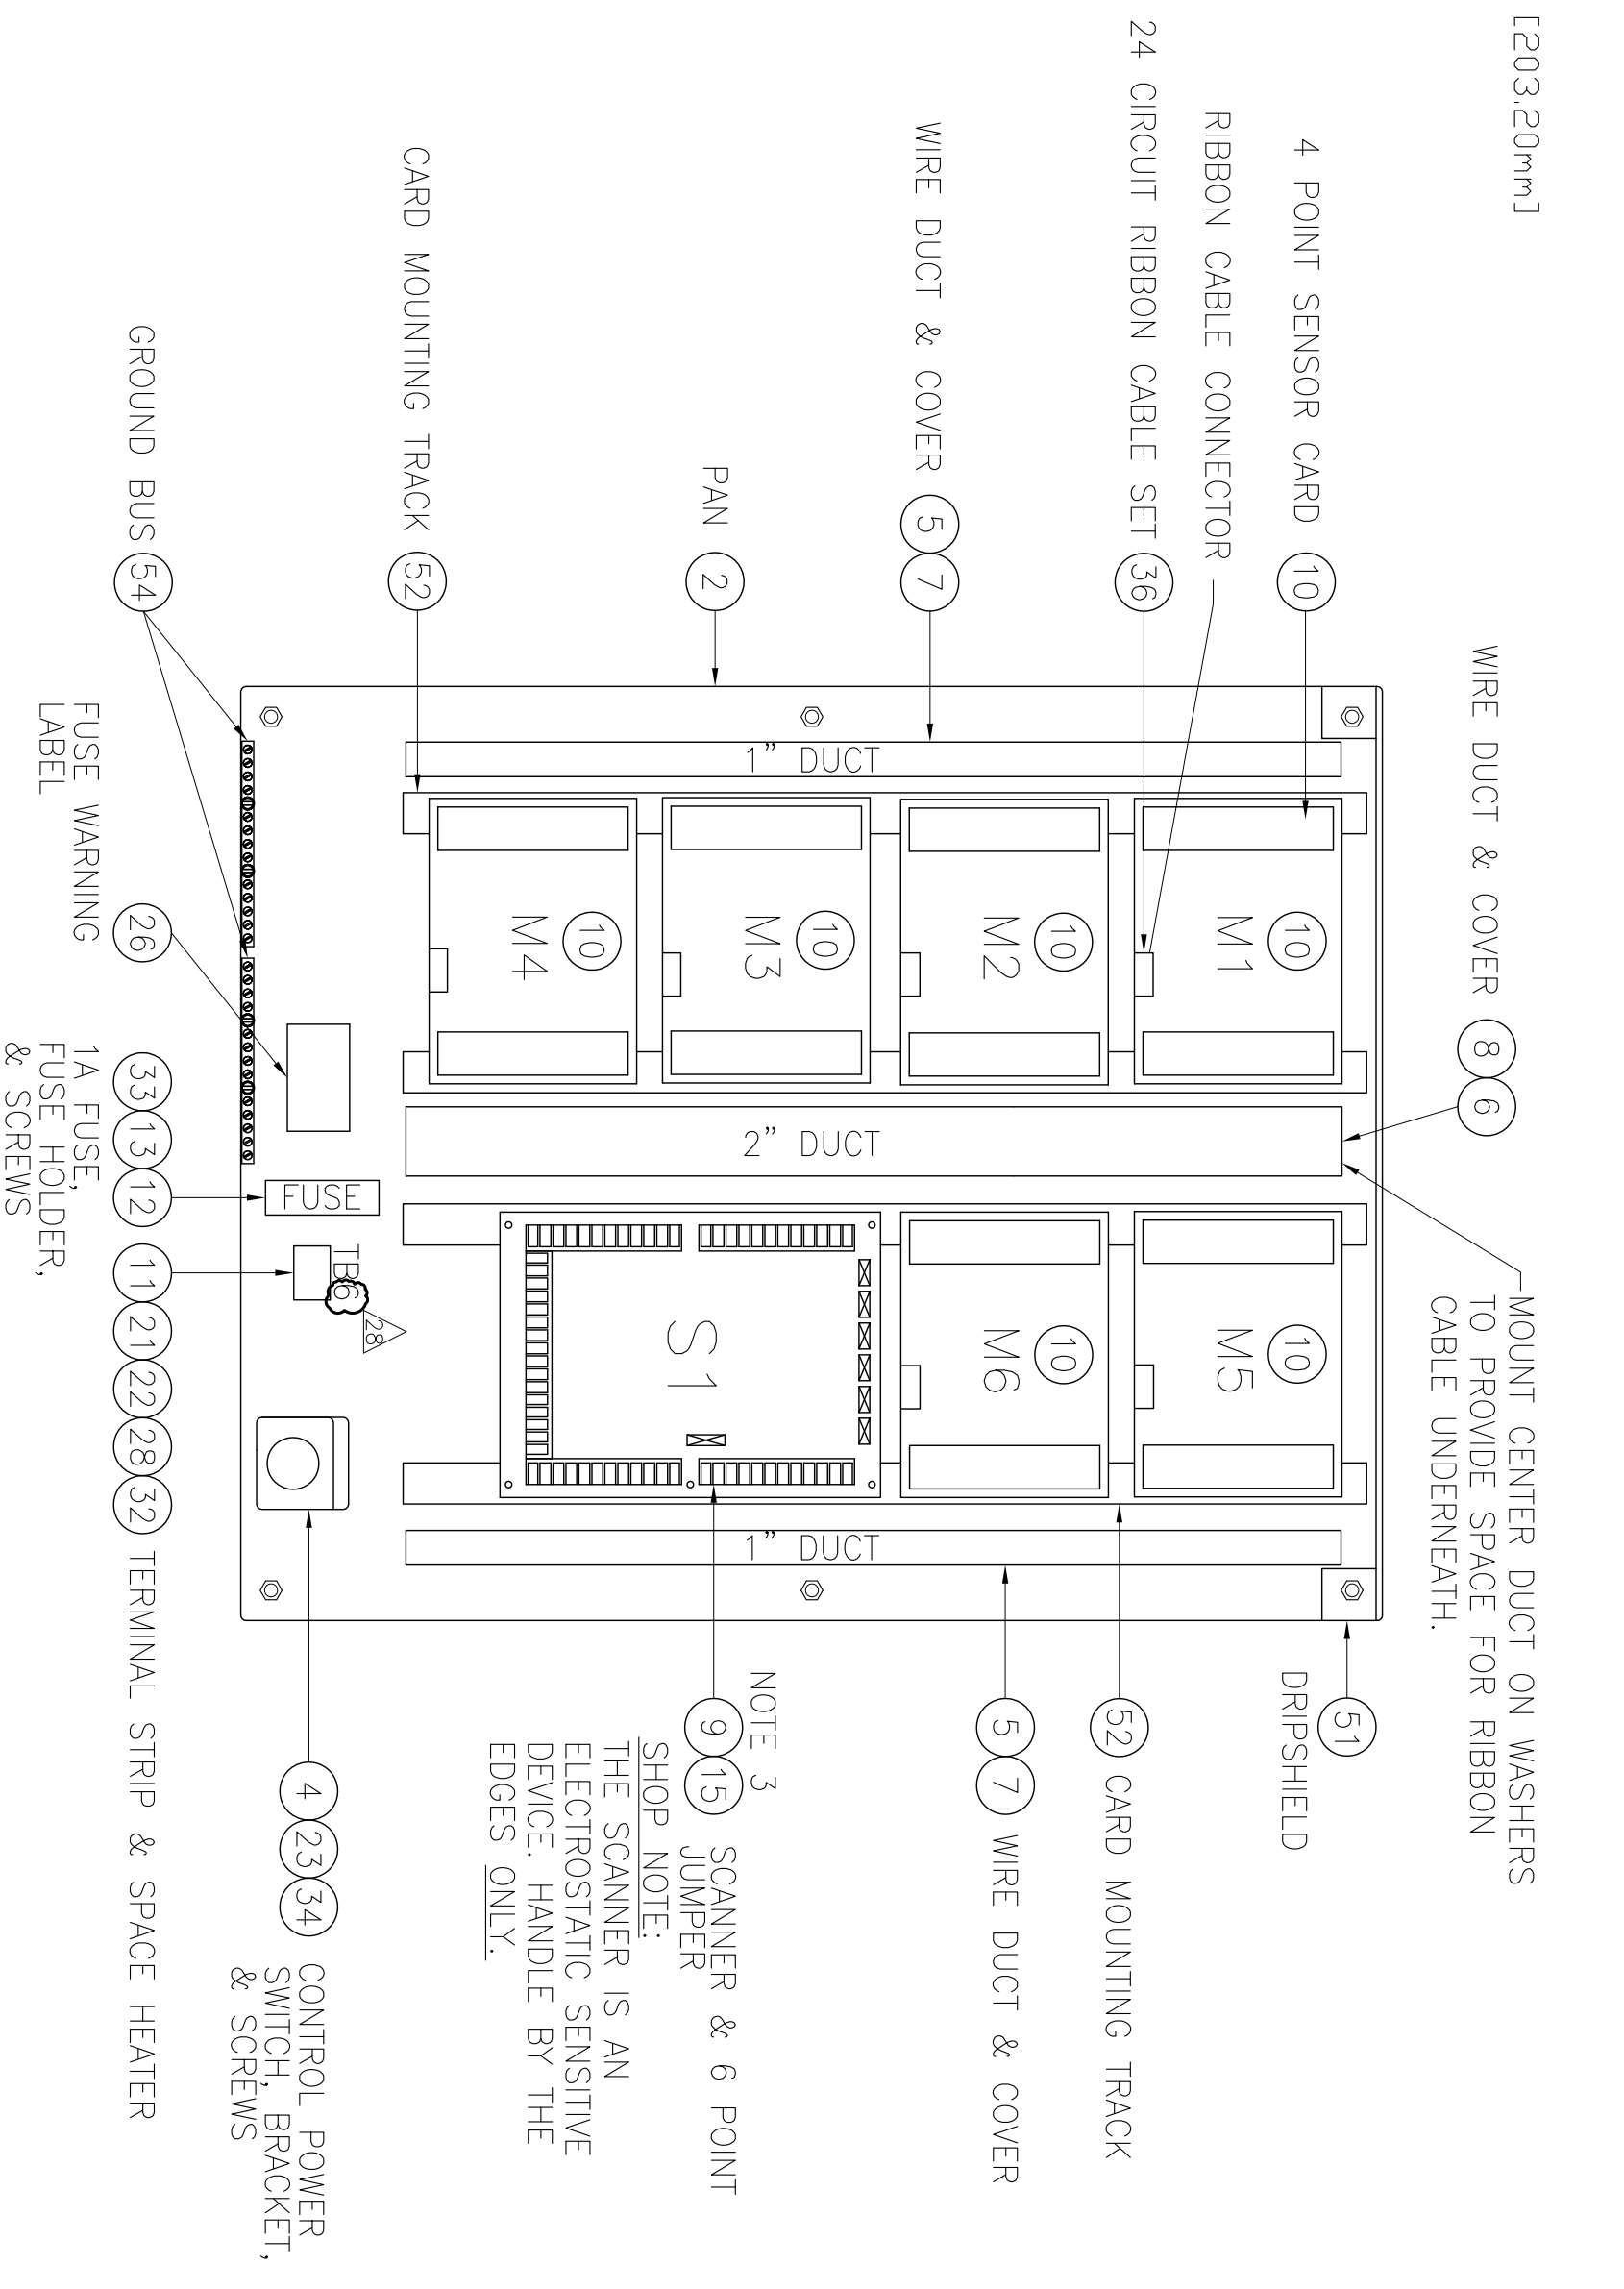 [203.20mm]
WIRE DUCT & COVER 8 6
MOUNT CENTER DUCT ON WASHERS
TO PROVIDE SPACE FOR RIBBON
CABLE UNDERNEATH.
4 POINT SENSOR CARD 10
RIBBON CABLE CONNECTOR
24 CIRCUIT RIBBON CABLE SET 36
WIRE DUCT & COVER 5 7
PAN 2
CARD MOUNTING TRACK 52
GROUND BUS 54
1" DUCT
10
M1
10
M2
10
M3
10
M4
2" DUCT
10
M5
10
M6
S1
1" DUCT
FUSE
TB6
28
51
DRIPSHIELD
52 CARD MOUNTING TRACK
5 7 WIRE DUCT & COVER
NOTE 3
9 15 SCANNER & 6 POINT
JUMPER
SHOP NOTE:
THE SCANNER IS AN
ELECTROSTATIC SENSITIVE
DEVICE. HANDLE BY THE
EDGES ONLY.
4 23 34 CONTROL POWER
SWITCH, BRACKET,
& SCREWS
26
FUSE WARNING
LABEL
33 13 12
1A FUSE,
FUSE HOLDER,
& SCREWS
11 21 22 28 32 TERMINAL STRIP & SPACE HEATER